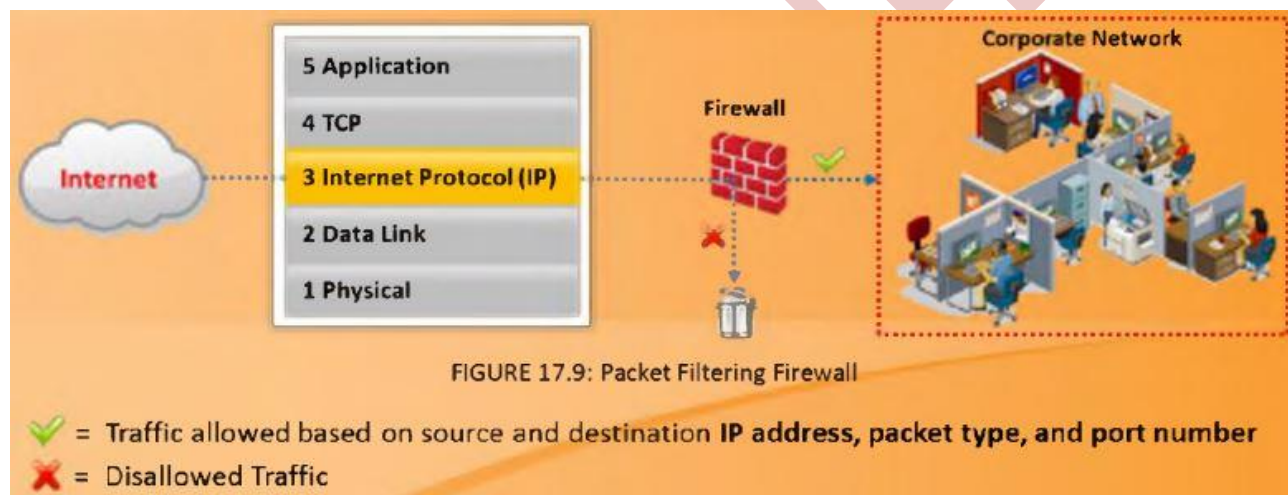 Corporate Network
5 Application
4 TCP
Firewall
Internet
3 Internet Protocol (IP)
2 Data Link
1 Physical
FIGURE 17.9: Packet Filtering Firewall
= Traffic allowed based on source and destination IP address, packet type, and port number
= Disallowed Traffic